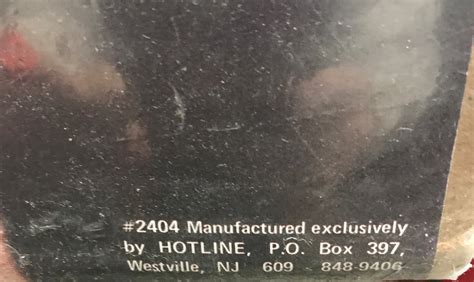 #2404 Manufactured exclusively
by HOTLINE, P.O. Box 397,
Westville, NJ 609 848-9406